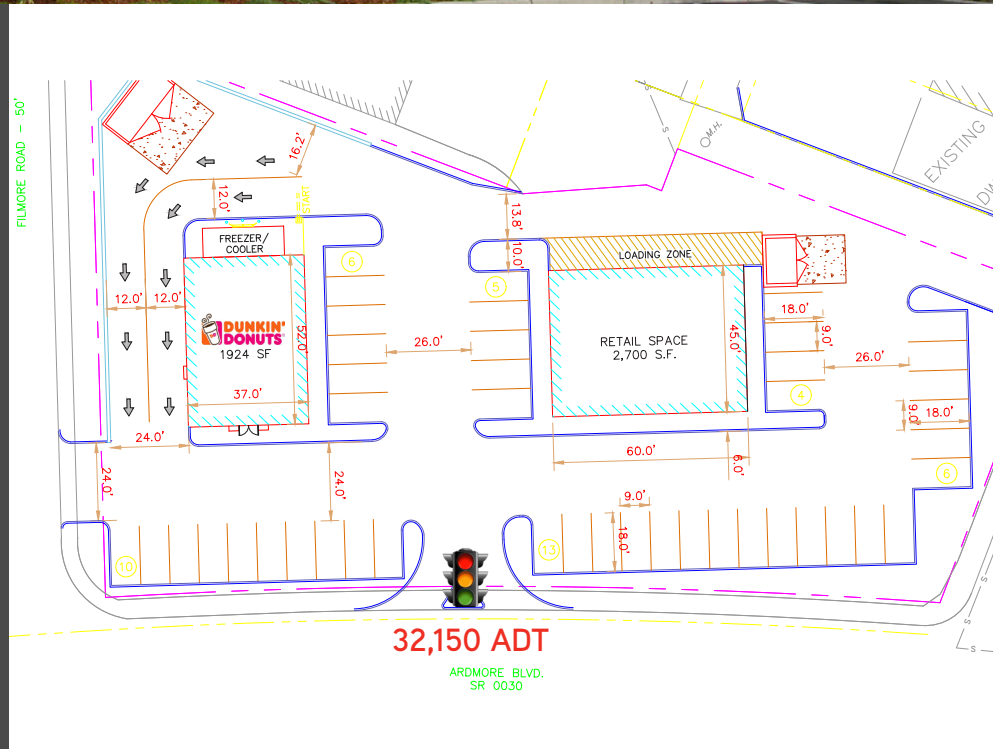 FILMORE ROAD - 50'
16.2'
12.0'
START
13.8'
10.0'
M.H.
S
S
EXISTING
FREEZER/
COOLER
6
5
LOADING ZONE
12.0'
12.0'
DUNKIN'
DONUTS
1924 SF
52.0'
37.0'
26.0'
RETAIL SPACE
2,700 S.F.
45.0'
18.0'
9.0'
26.0'
4
9.0'
18.0'
24.0'
60.0'
6.0'
24.0'
24.0'
9.0'
18.0'
8
10
13
S
S
S
32,150 ADT
ARDMORE BLVD.
SR 0030